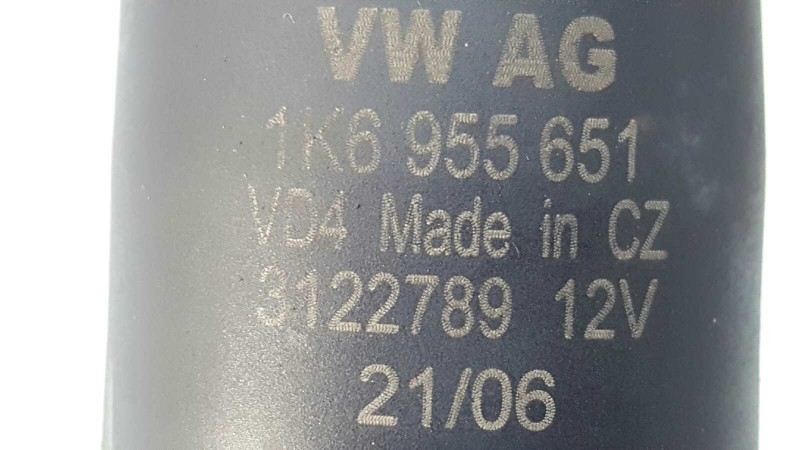 VW AG
1K6 955 651
VD4 Made in CZ
3122789 12V
21/06